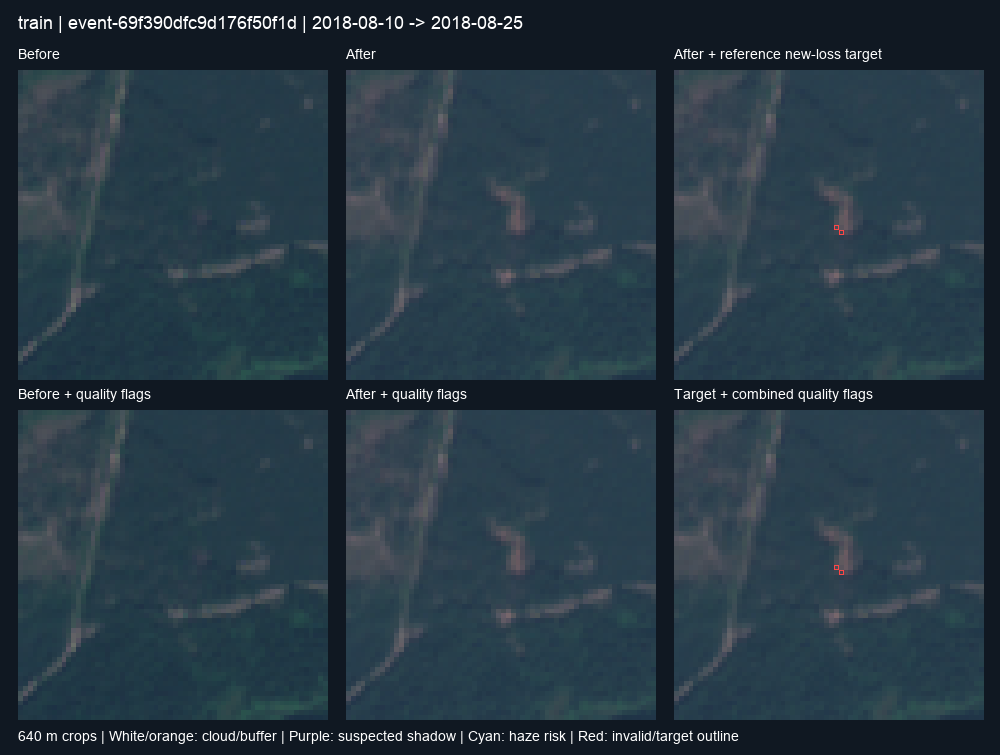 train | event-69f390dfc9d176f50f1d | 2018-08-10 -> 2018-08-25
Before
After
After + reference new-loss target
Before + quality flags
After + quality flags
Target + combined quality flags
640 m crops | White/orange: cloud/buffer | Purple: suspected shadow | Cyan: haze risk | Red: invalid/target outline